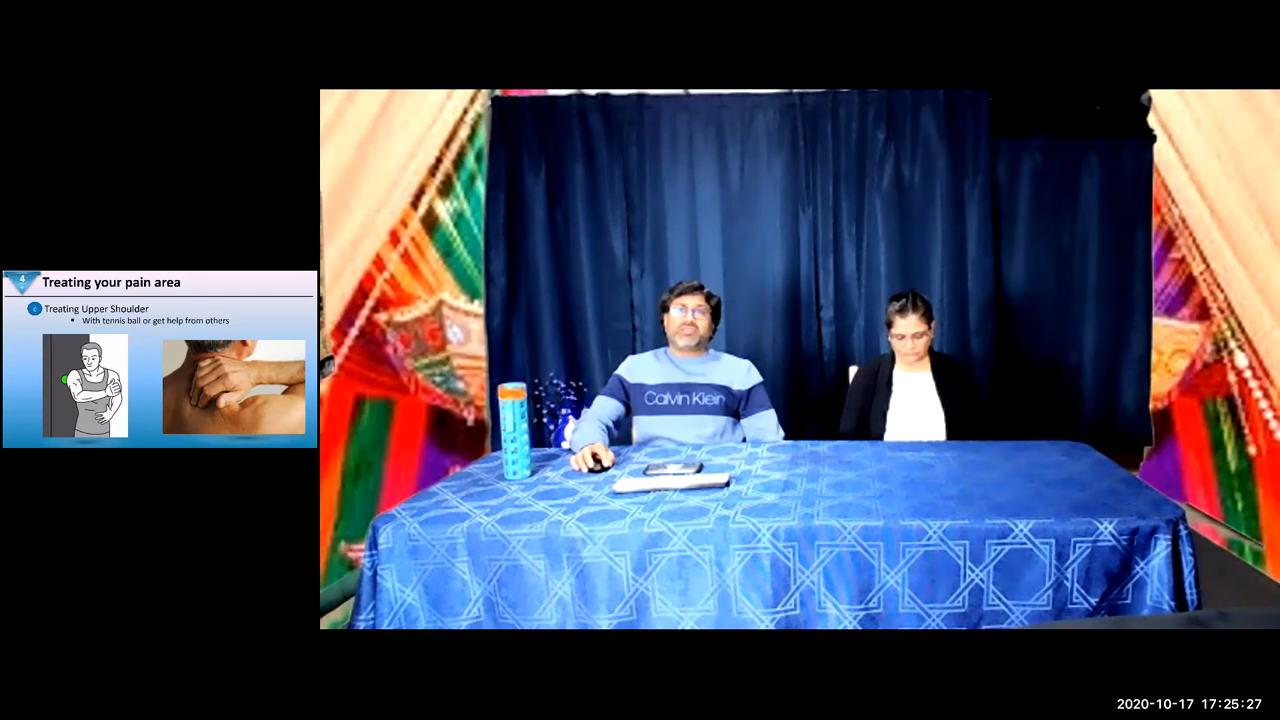 4
Treating your pain area
c Treating Upper Shoulder
▪ With tennis ball or get help from others
Calvin Klein
2020-10-17 17:25:27